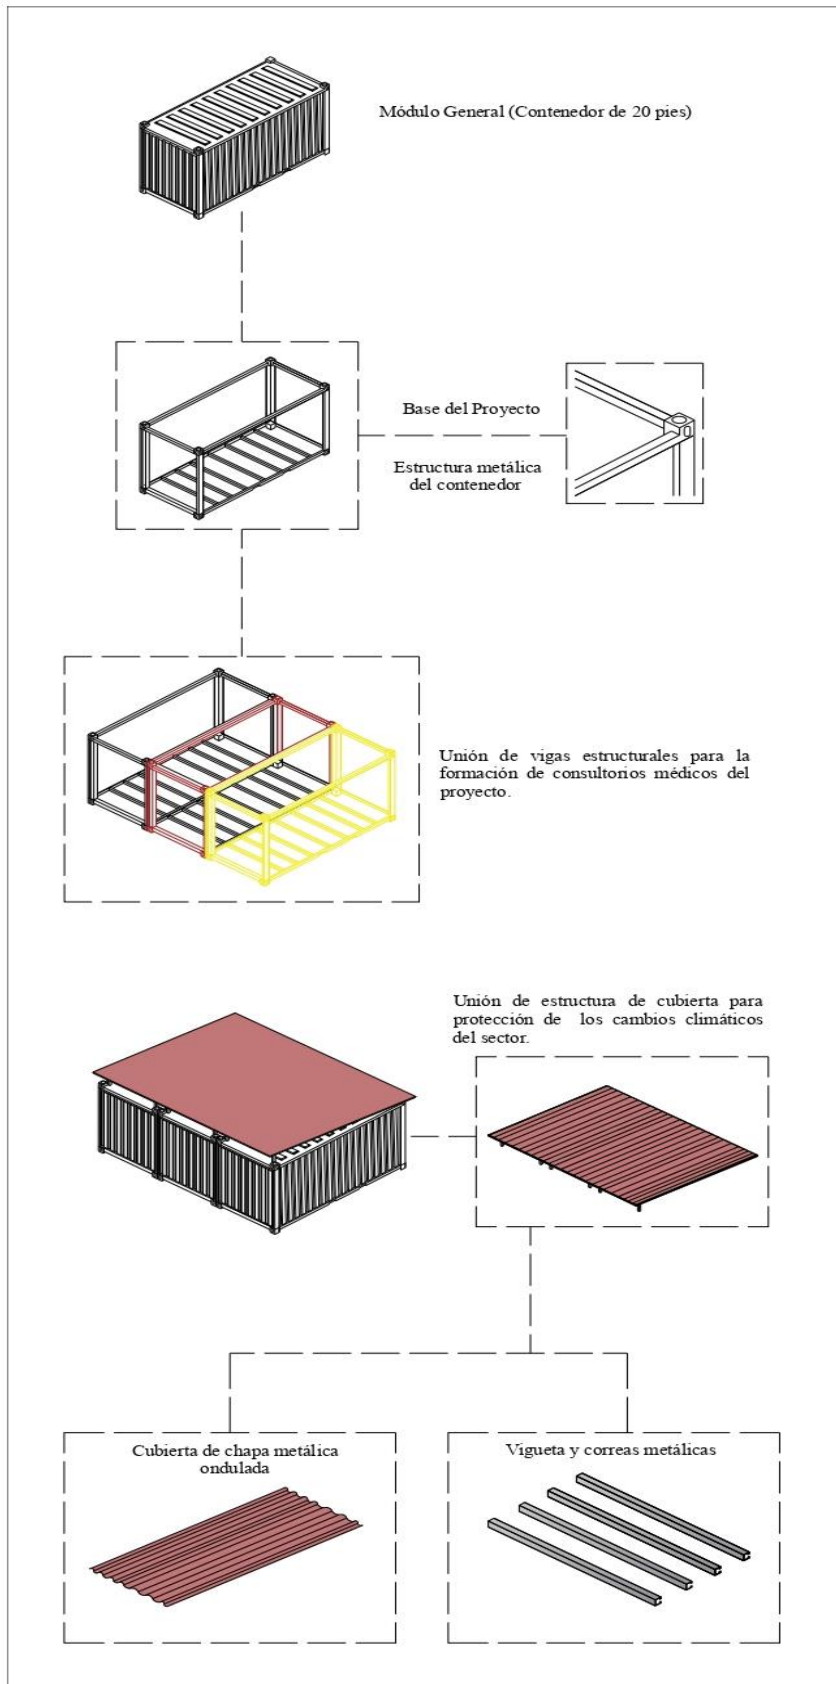 Módulo General (Contenedor de 20 pies)
Base del Proyecto
Estructura metálica
del contenedor
Unión de vigas estructurales para la
formación de consultorios médicos del
proyecto.
Unión de estructura de cubierta para
protección de los cambios climáticos
del sector.
Cubierta de chapa metálica
ondulada
Vigueta y correas metálicas